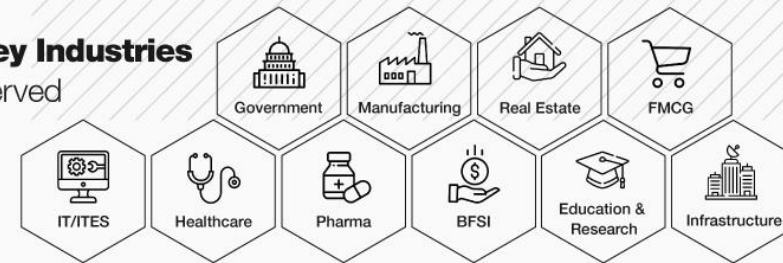 ey Industries
erved
Government
Manufacturing
Real Estate
FMCG
IT/ITES
Healthcare
Pharma
BFSI
Education &
Research
Infrastructure